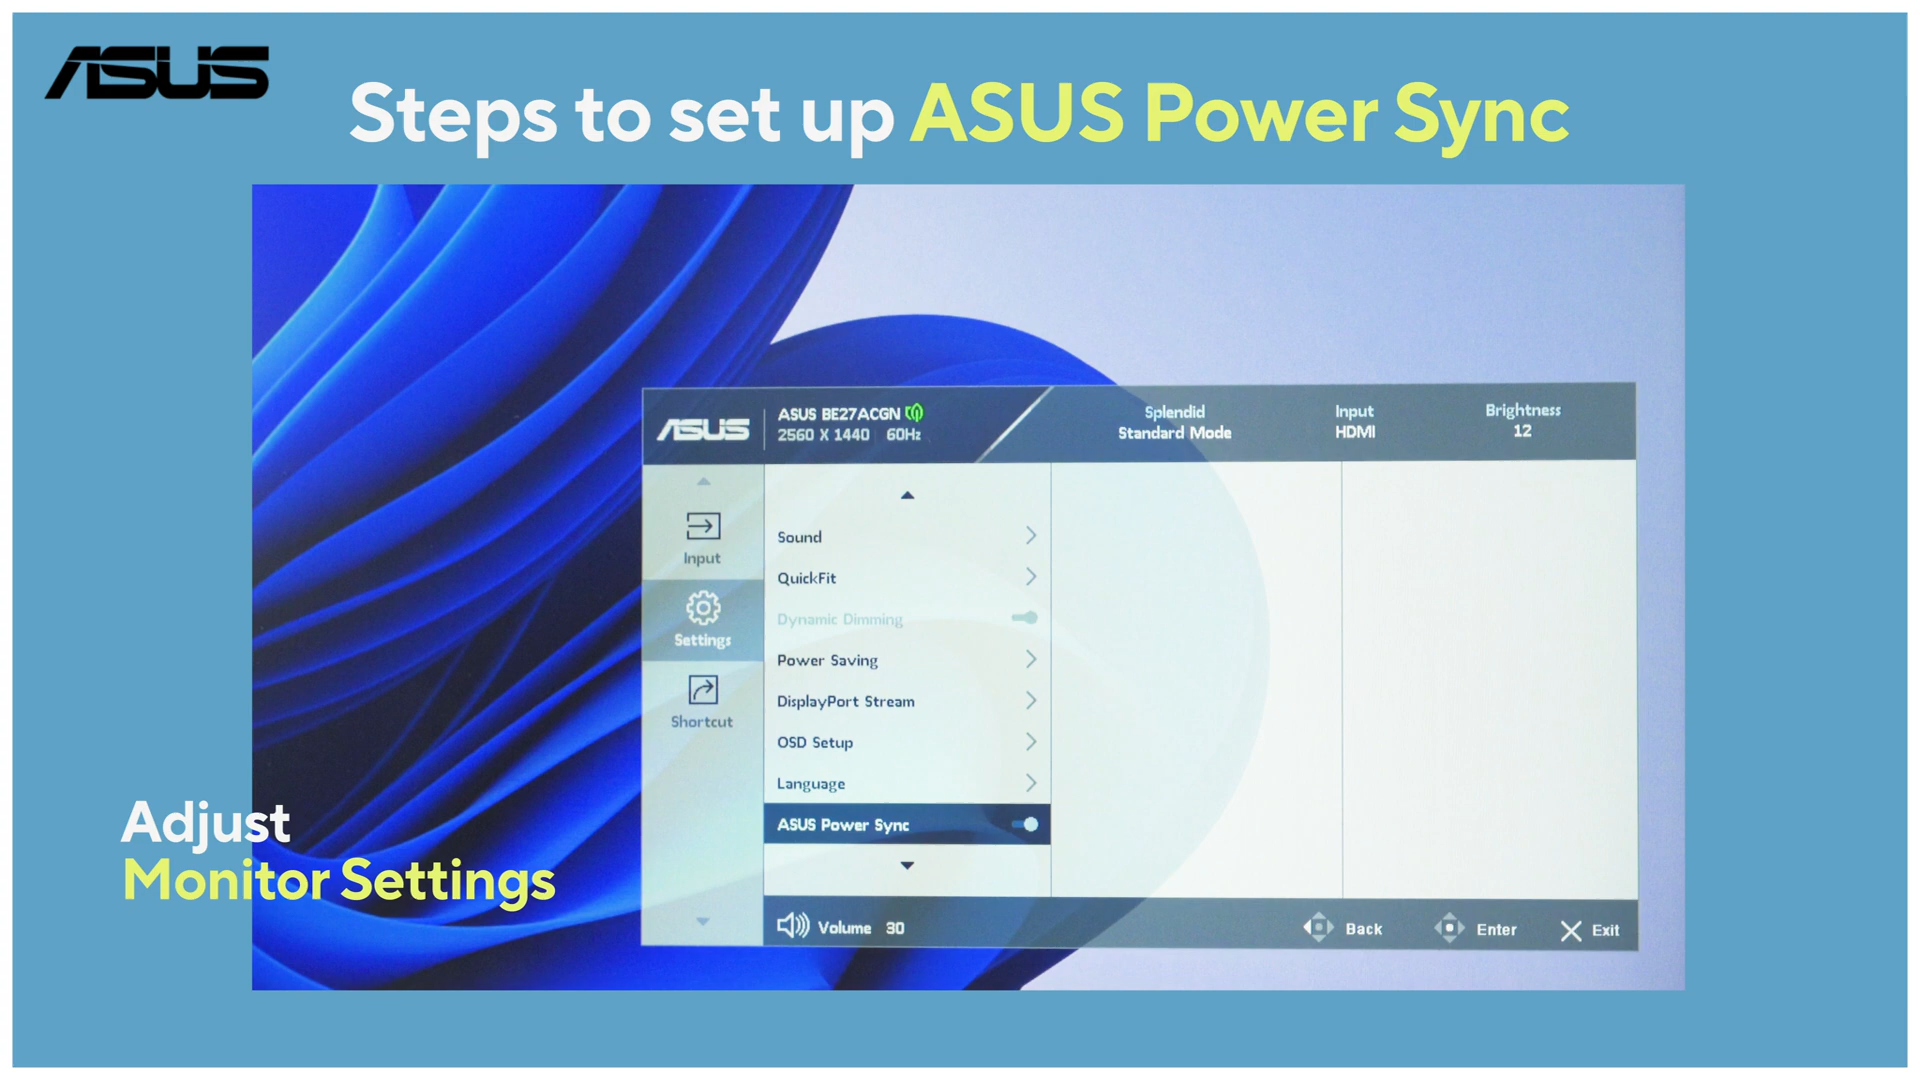 ASUS
Steps to set up ASUS Power Sync
ASUS
ASUS BE27ACGN
2560 X 1440 60Hz
Splendid
Standard Mode
Input
HDMI
Brightness
12
Input
Settings
Shortcut
Sound
QuickFit
Dynamic Dimming
Power Saving
DisplayPort Stream
OSD Setup
Language
ASUS Power Sync
Adjust
Monitor Settings
Volume 30
Back
Enter
Exit